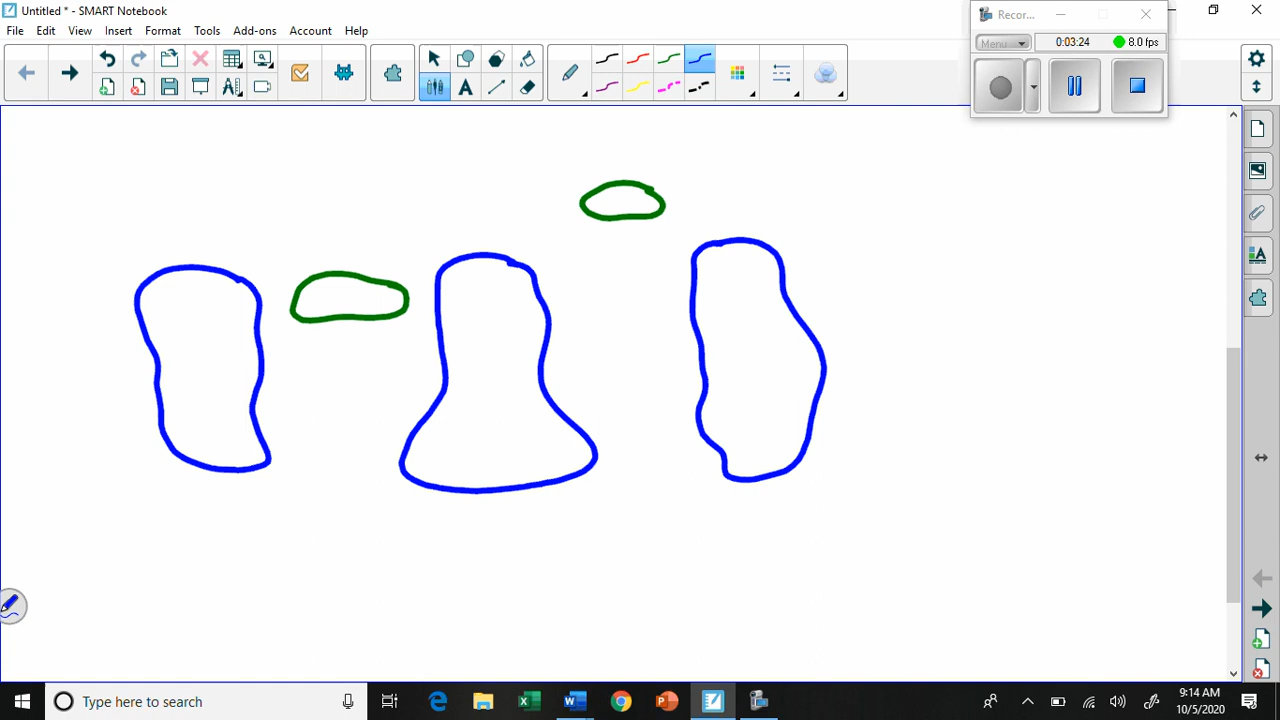 Untitled * - SMART Notebook
Recor...
File Edit View Insert Format Tools Add-ons Account Help
Menu 0:03:24 8.0 fps
Type here to search
9:14 AM
10/5/2020